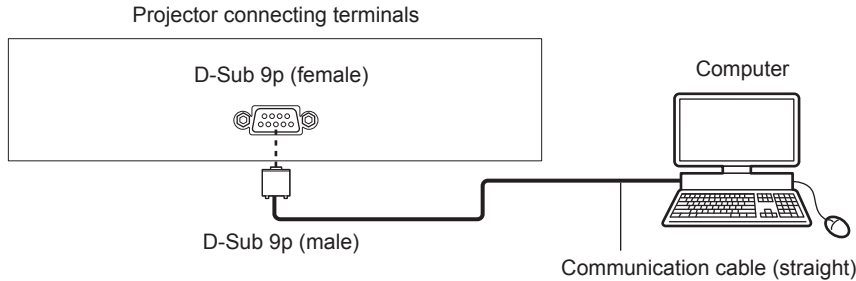 Projector connecting terminals
D-Sub 9p (female)
Computer
D-Sub 9p (male)
Communication cable (straight)